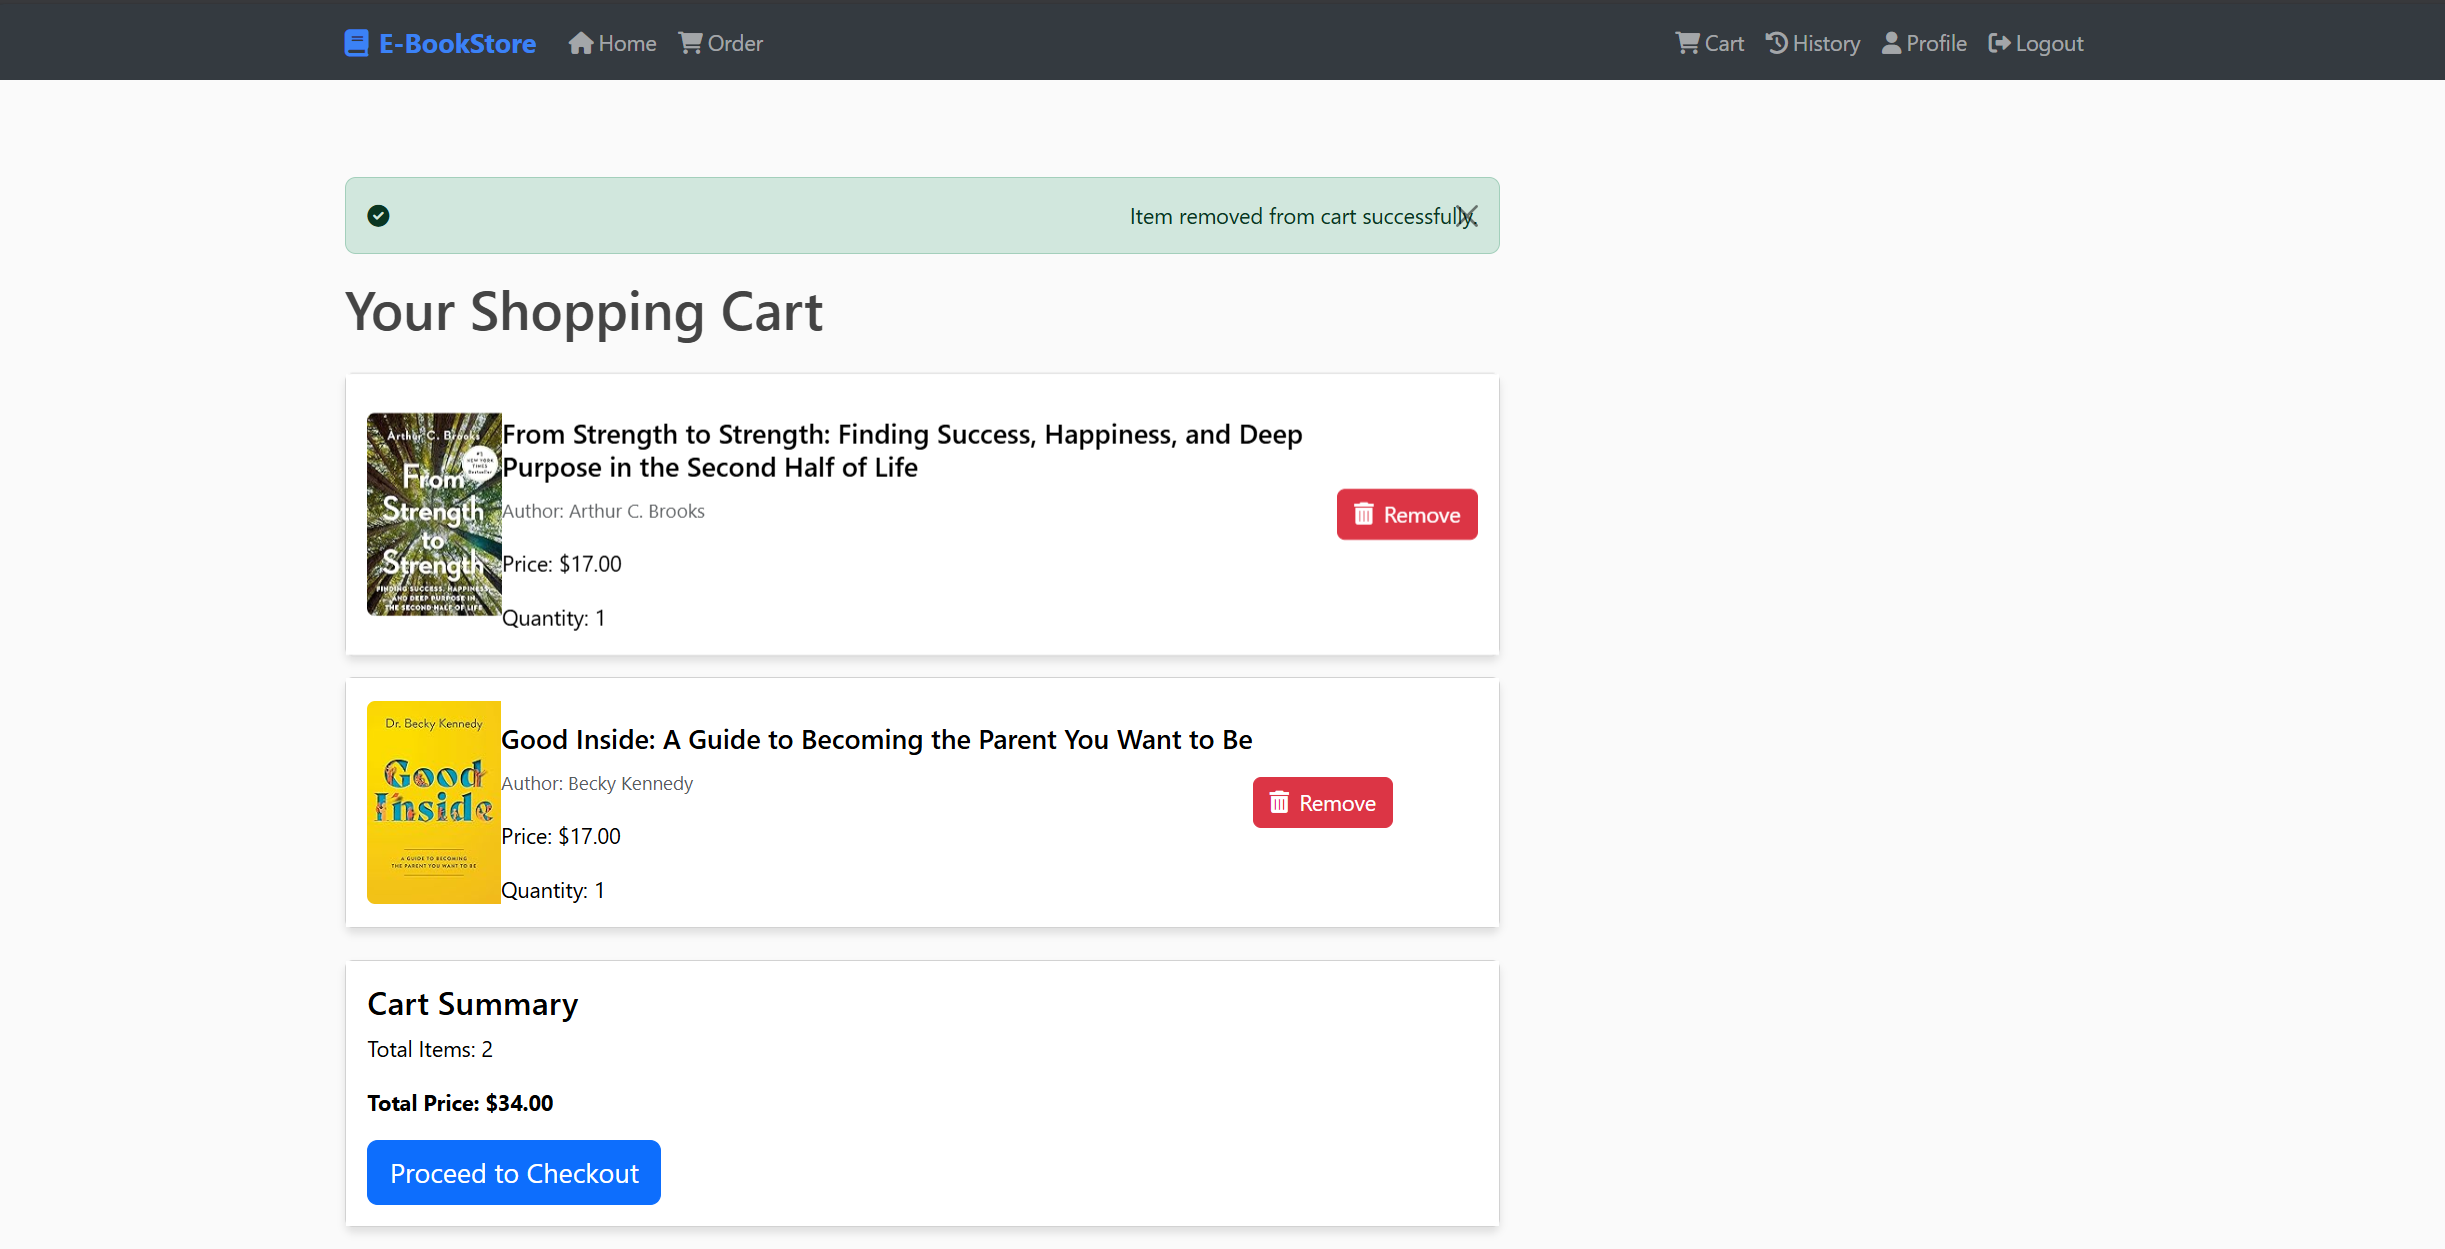 E-BookStore Home Order Cart History Profile Logout
Item removed from cart successfully.
Your Shopping Cart
Arthur C. Brooks
#1
NEW YORK
TIMES
Bestseller
From
Strength
to
Strength
FINDING SUCCESS, HAPPINESS,
AND DEEP PURPOSE IN
THE SECOND HALF OF LIFE
From Strength to Strength: Finding Success, Happiness, and Deep
Purpose in the Second Half of Life
Author: Arthur C. Brooks
Price: $17.00
Quantity: 1
Remove
Dr. Becky Kennedy
Good
Inside
A GUIDE TO BECOMING
THE PARENT YOU WANT TO BE
Good Inside: A Guide to Becoming the Parent You Want to Be
Author: Becky Kennedy
Price: $17.00
Quantity: 1
Remove
Cart Summary
Total Items: 2
Total Price: $34.00
Proceed to Checkout